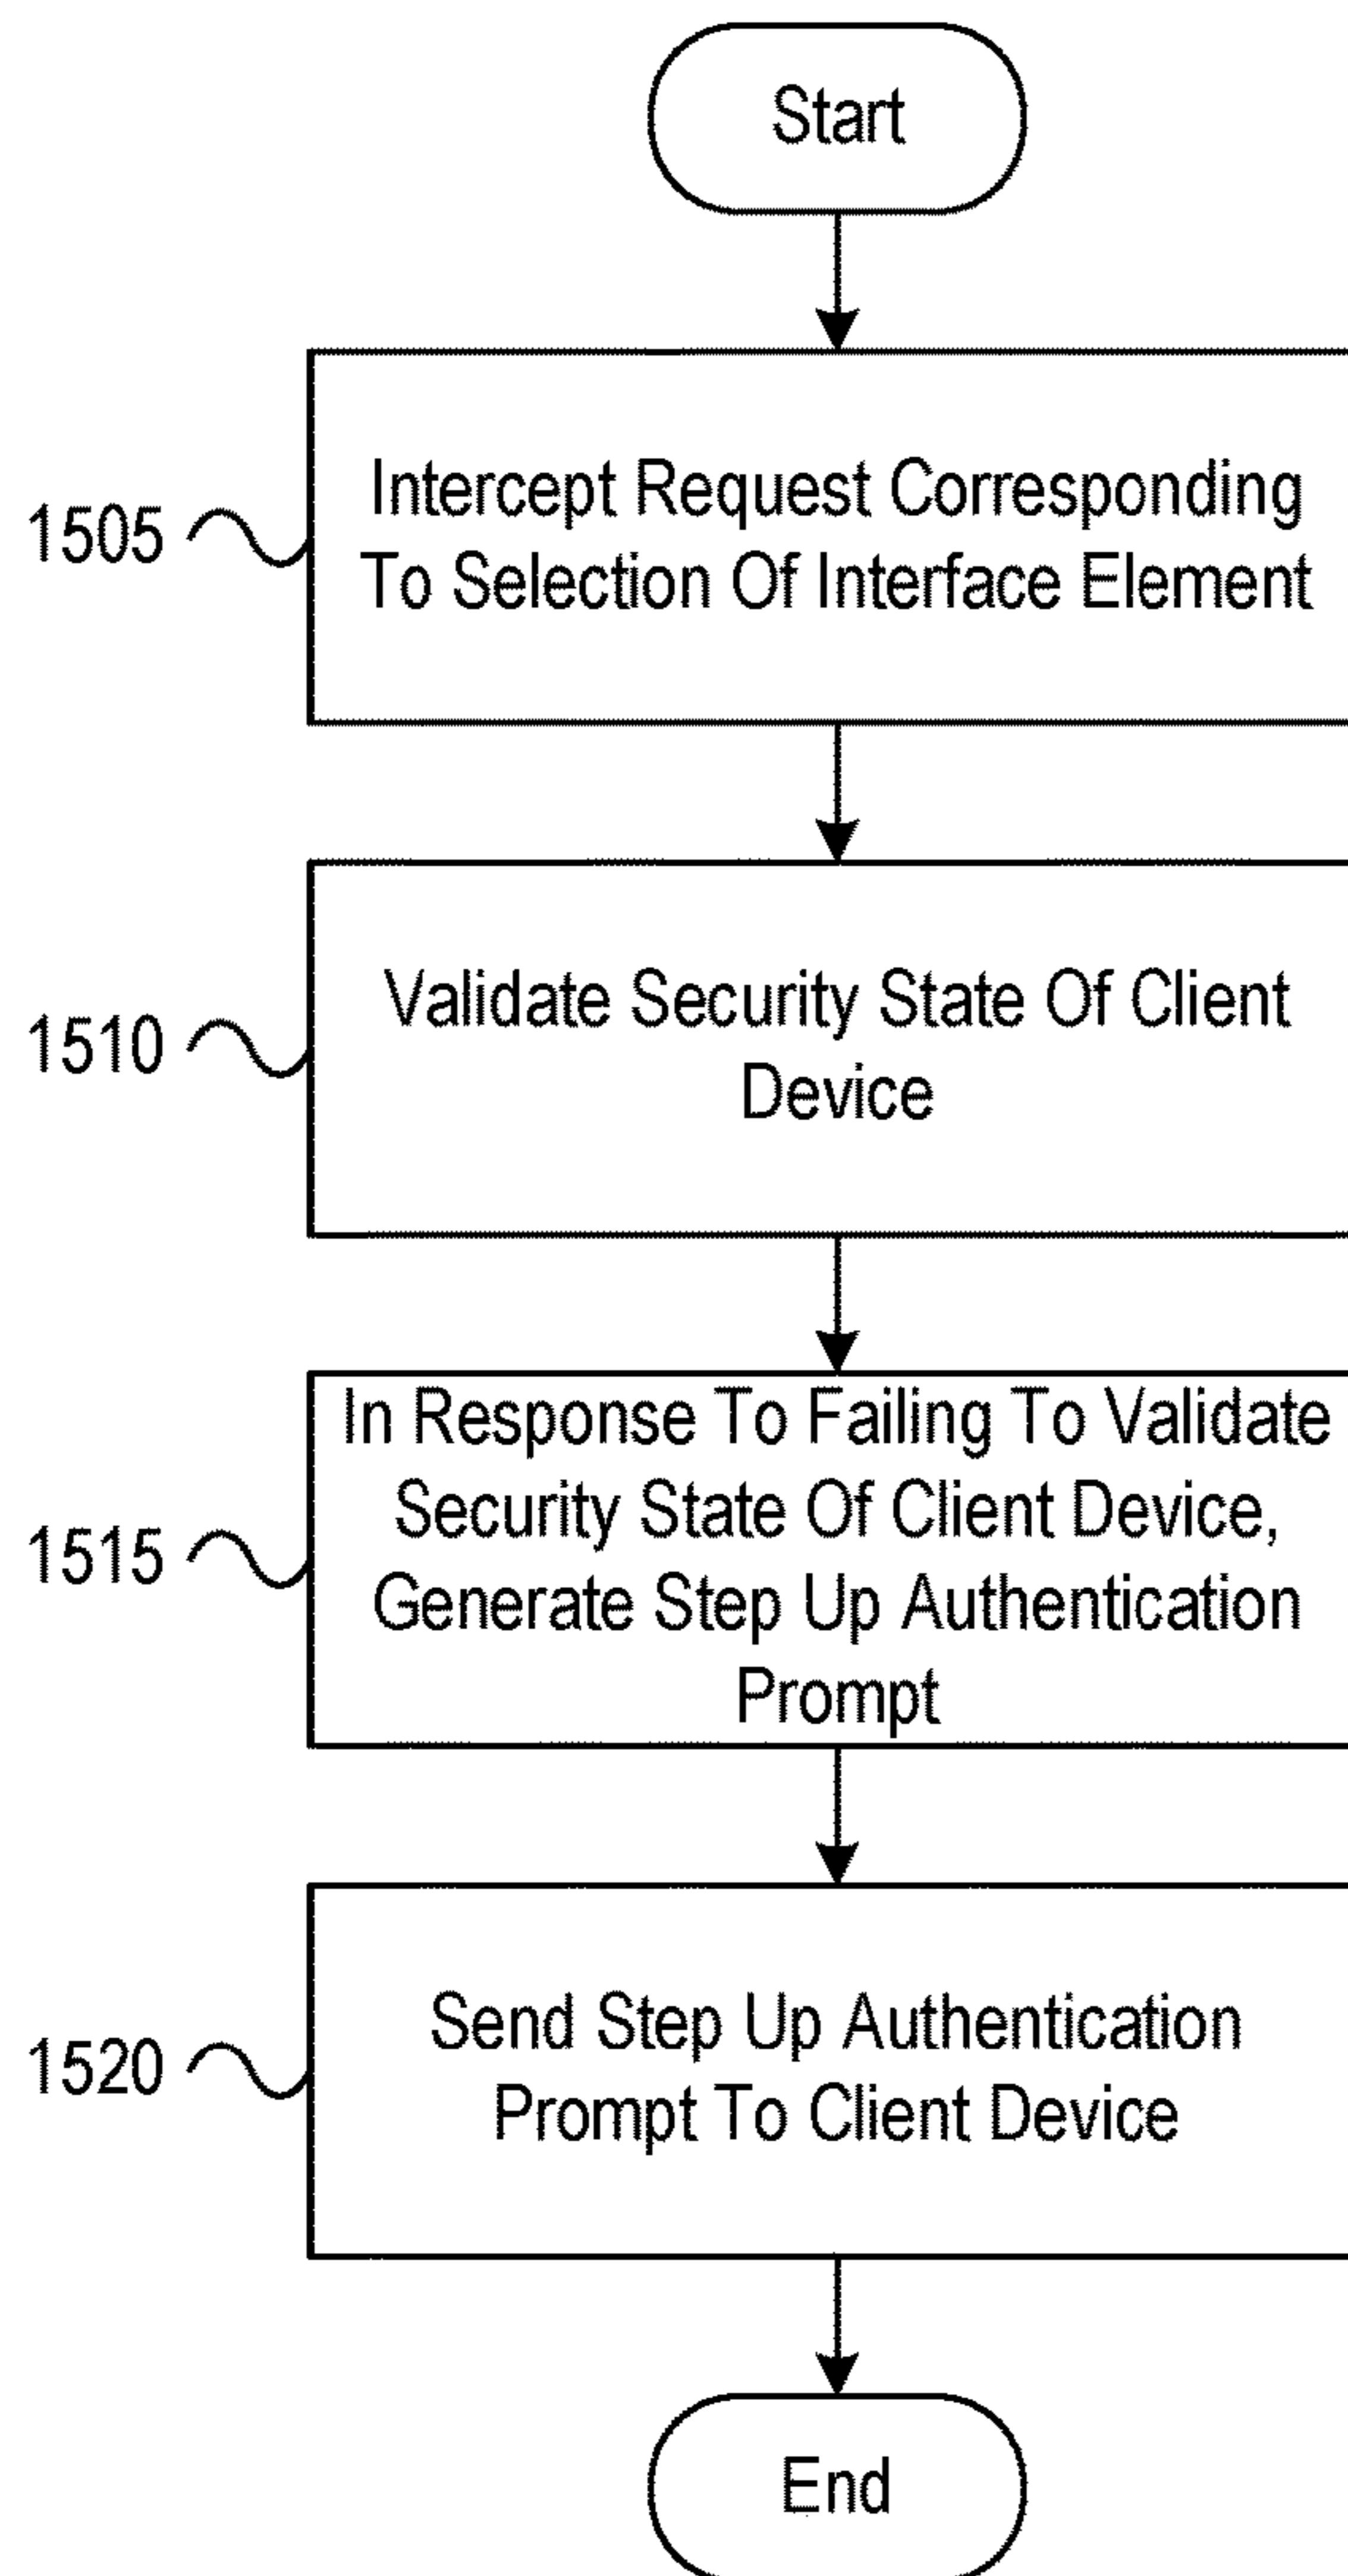 Start
1505
Intercept Request Corresponding
To Selection Of Interface Element
1510
Validate Security State Of Client
Device
1515
In Response To Failing To Validate
Security State Of Client Device,
Generate Step Up Authentication
Prompt
1520
Send Step Up Authentication
Prompt To Client Device
End